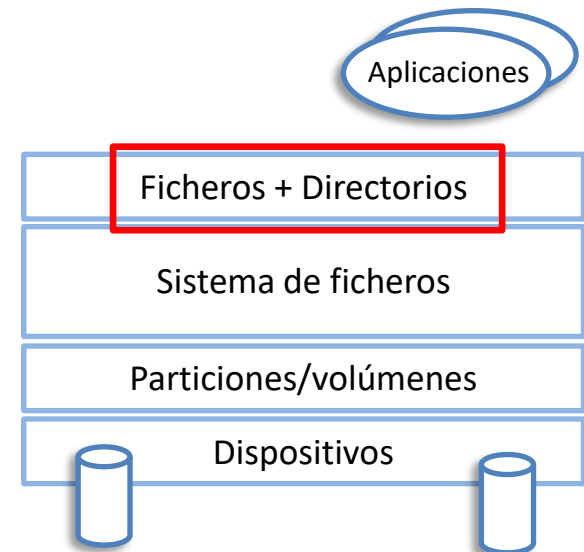 Aplicaciones
Ficheros + Directorios
Sistema de ficheros
Particiones/volúmenes
Dispositivos